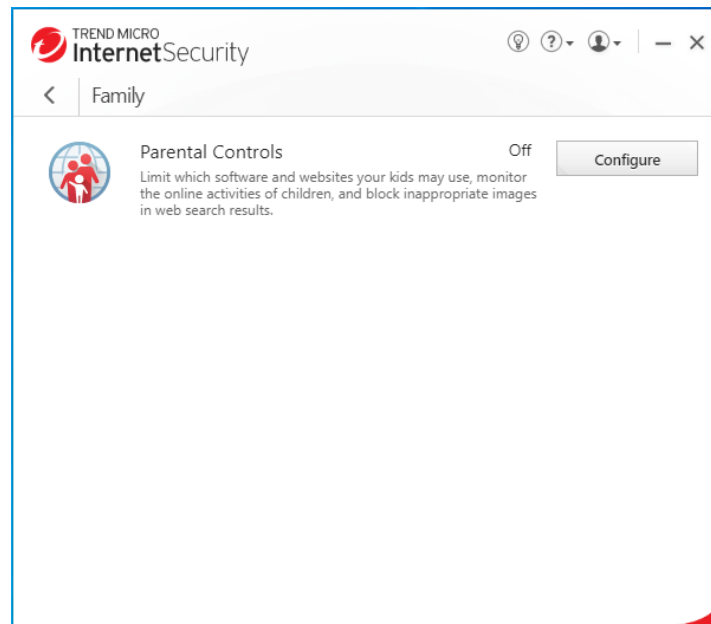 TREND MICRO
InternetSecurity
Family
Parental Controls
Off
Configure
Limit which software and websites your kids may use, monitor
the online activities of children, and block inappropriate images
in web search results.